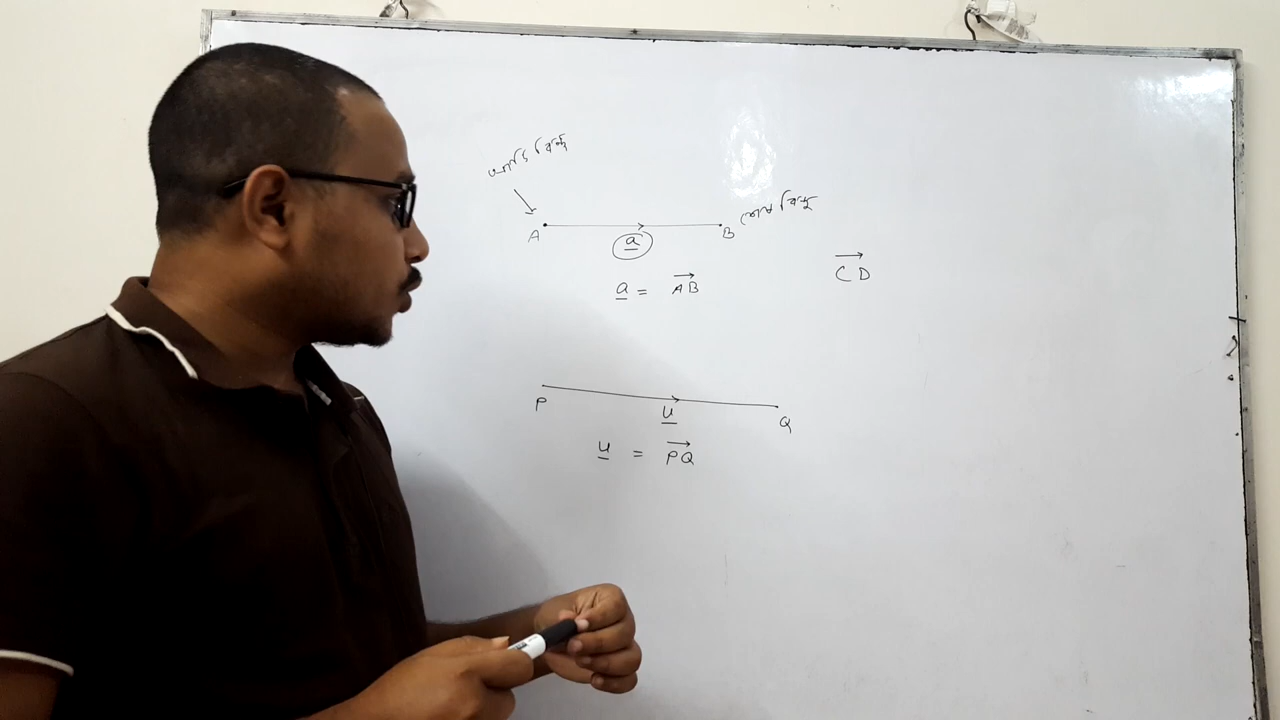 আদি বিন্দু
A a B শেষ বিন্দু
a = AB
CD
P u Q
u = PQ